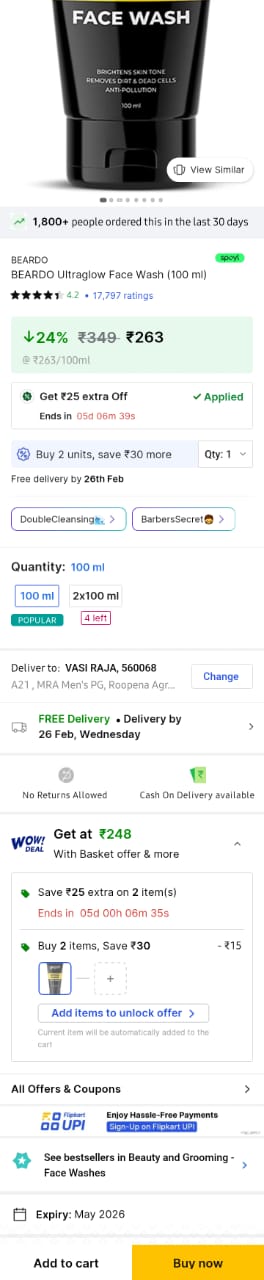 FACE WASH
BRIGHTENS SKIN TONE
REMOVES DIRT & DEAD CELLS
ANTI-POLLUTION
100 ml
View Similar
1,800+ people ordered this in the last 30 days
BEARDO
spoyl
BEARDO Ultraglow Face Wash (100 ml)
4.2 • 17,797 ratings
↓24% ₹349 ₹263
@ ₹263/100ml
Get ₹25 extra Off ✓ Applied
Ends in 05d 06m 39s
Buy 2 units, save ₹30 more
Qty: 1
Free delivery by 26th Feb
DoubleCleansing
BarbersSecret
Quantity: 100 ml
100 ml
2x100 ml
POPULAR
4 left
Deliver to: VASI RAJA, 560068
A21 , MRA Men's PG, Roopena Agr...
Change
FREE Delivery • Delivery by
26 Feb, Wednesday
No Returns Allowed
Cash On Delivery available
WOW!
DEAL
Get at ₹248
With Basket offer & more
Save ₹25 extra on 2 item(s)
Ends in 05d 00h 06m 35s
Buy 2 items, Save ₹30 - ₹15
+
Add items to unlock offer
Current item will be automatically added to the
cart
All Offers & Coupons
Flipkart
UPI
Enjoy Hassle-Free Payments
Sign-Up on Flipkart UPI
See bestsellers in Beauty and Grooming -
Face Washes
Expiry: May 2026
Add to cart
Buy now